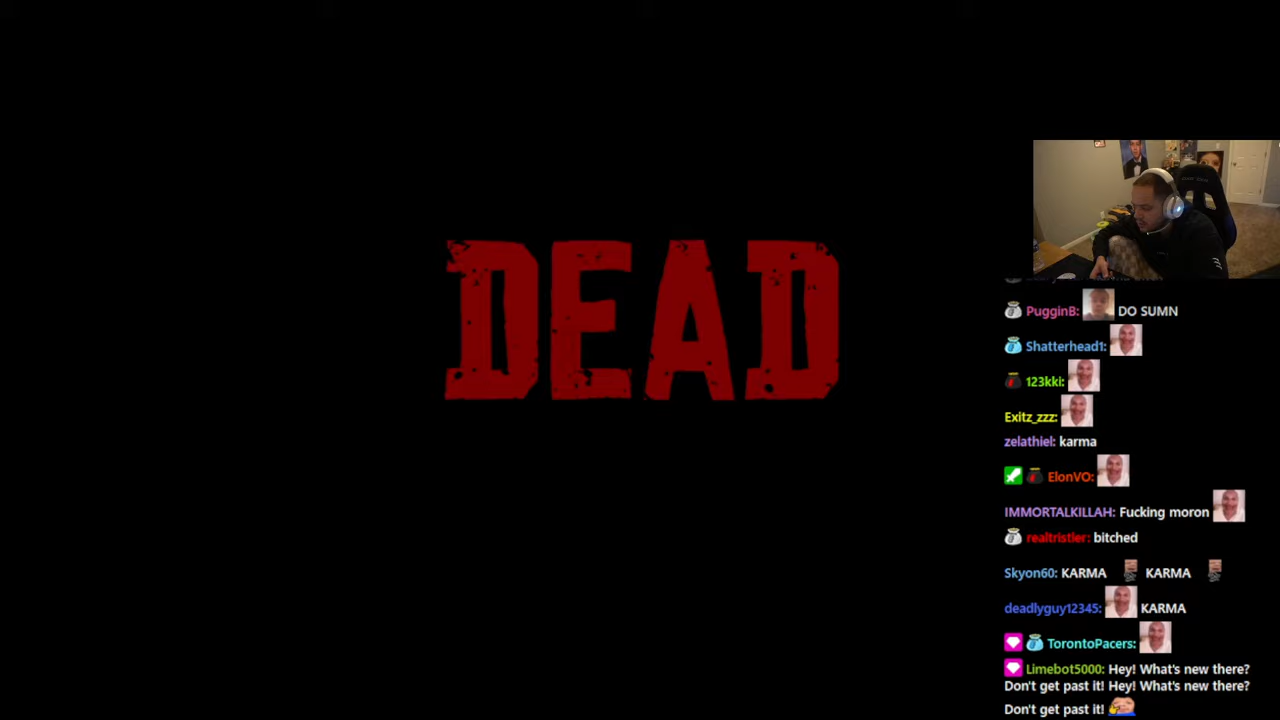 DEAD
PugginB: DO SUMN
Shatterhead1:
123kki:
Exitz_zzz:
zelathiel: karma
ElonVO:
IMMORTALKILLAH: Fucking moron
realtristler: bitched
Skyon60: KARMA KARMA
deadlyguy12345: KARMA
TorontoPacers:
Limebot5000: Hey! What's new there?
Don't get past it! Hey! What's new there?
Don't get past it!